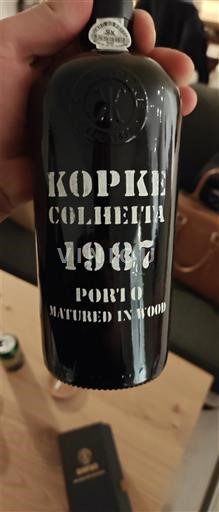 KOPKE
COLHEITA
1987
PORTO
MATURED IN WOOD